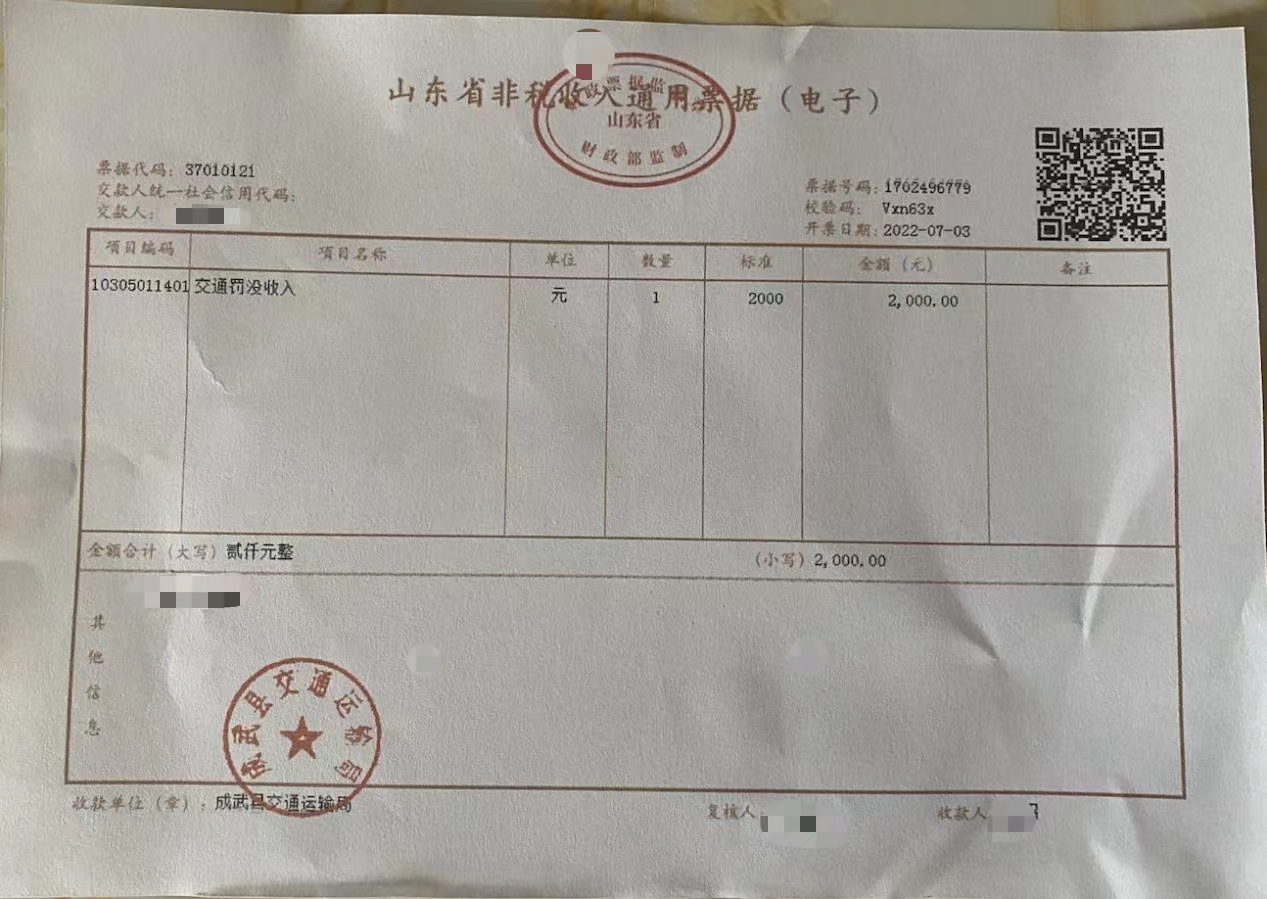 山东省非税收入通用票据（电子）
山东省
财政部监制
票据代码：37010121
交款人统一社会信用代码：
交款人：
票据号码：1702496779
校验码：Vxn63x
开票日期：2022-07-03
项目编码 项目名称 单位 数量 标准 金额（元） 备注
10305011401 交通罚没收入 元 1 2000 2,000.00
金额合计（大写）贰仟元整 （小写）2,000.00
其他信息
成武县交通运输局
收款单位（章）：成武县交通运输局 复核人 收款人